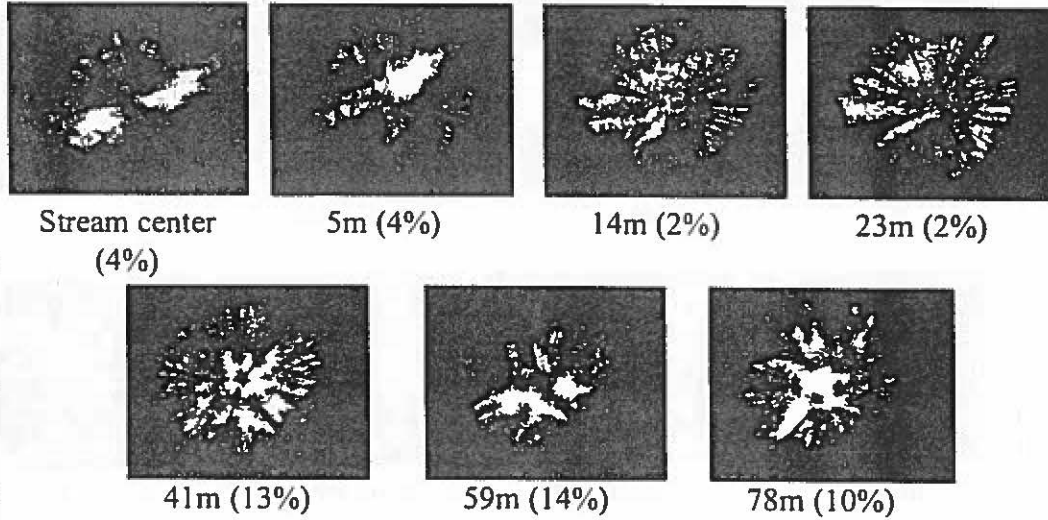 Stream center
(4%)
5m (4%)
14m (2%)
23m (2%)
41m (13%)
59m (14%)
78m (10%)